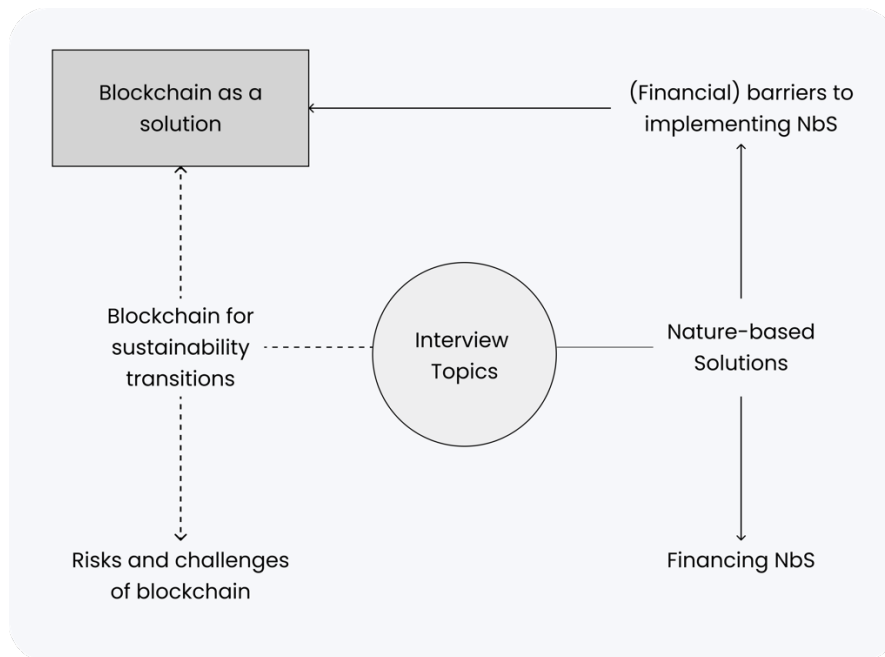 Blockchain as a
solution
(Financial) barriers to
implementing NbS
Blockchain for
sustainability
transitions
Interview
Topics
Nature-based
Solutions
Risks and challenges
of blockchain
Financing NbS